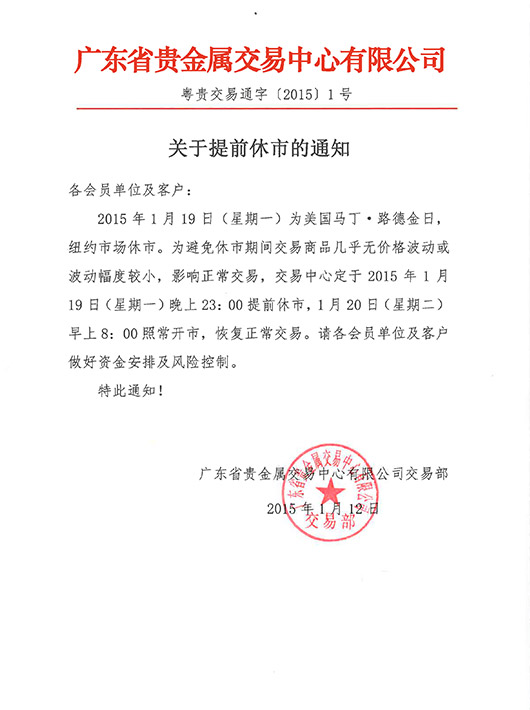 广东省贵金属交易中心有限公司
粤贵交易通字〔2015〕1号
关于提前休市的通知
各会员单位及客户：
2015年1月19日（星期一）为美国马丁·路德金日，
纽约市场休市。为避免休市期间交易商品几乎无价格波动或
波动幅度较小，影响正常交易，交易中心定于2015年1月
19日（星期一）晚上23：00提前休市，1月20日（星期二）
早上8：00照常开市，恢复正常交易。请各会员单位及客户
做好资金安排及风险控制。
特此通知！
广东省贵金属交易中心有限公司交易部
2015年1月12日
广东省贵金属交易中心有限公司
交易部